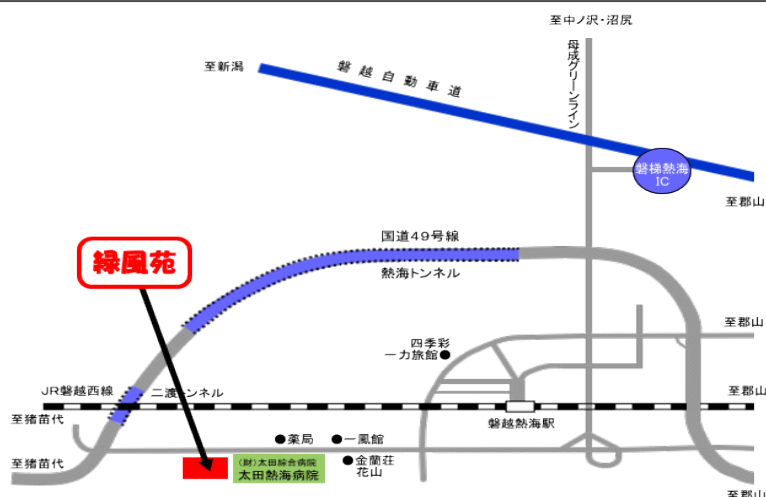 至中ノ沢・沼尻
母成グリーンライン
至新潟
磐越自動車道
磐梯熱海
IC
至郡山
国道49号線
緑風苑
熱海トンネル
至郡山
四季彩
一力旅館
JR磐越西線
二渡トンネル
至郡山
至猪苗代
磐越熱海駅
薬局
一風館
至猪苗代
(財)太田綜合病院
太田熱海病院
金蘭荘
花山
至郡山